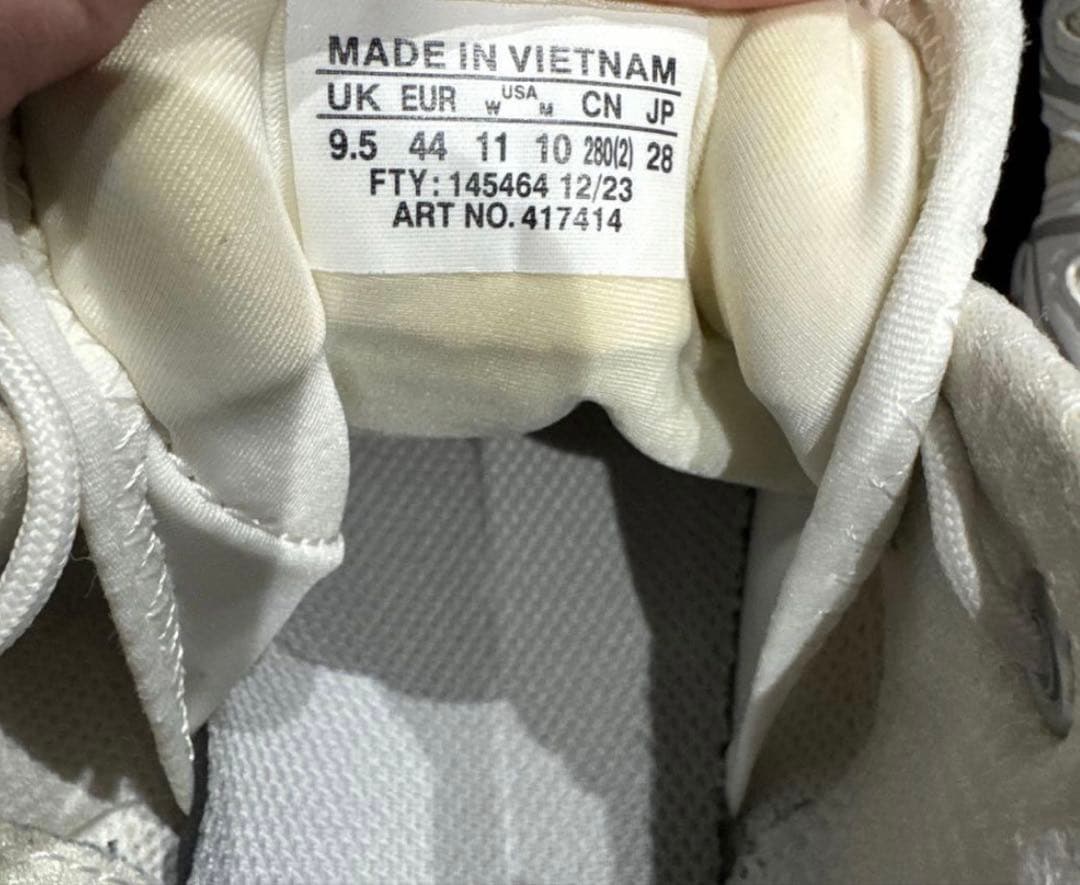 MADE IN VIETNAM
UK EUR W USA M CN JP
9.5 44 11 10 280(2) 28
FTY: 145464 12/23
ART NO. 417414